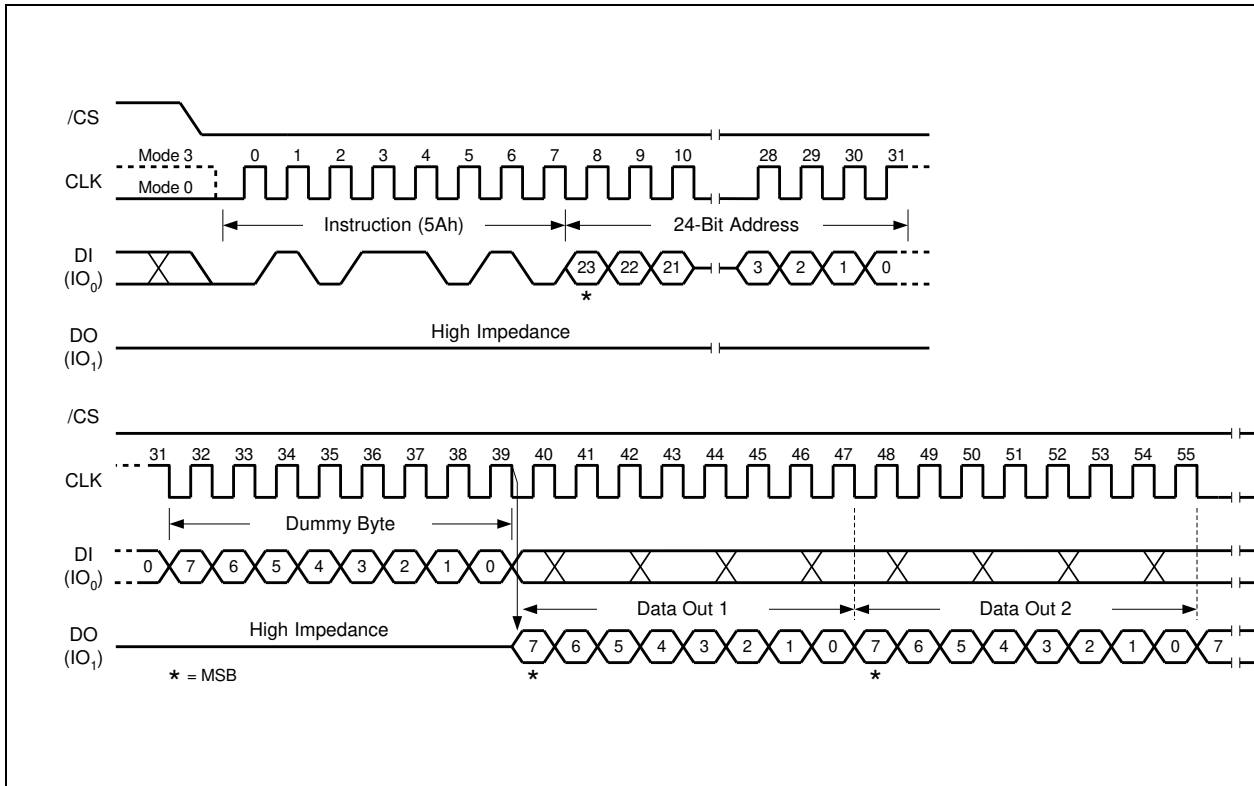 /CS
Mode 3 0 1 2 3 4 5 6 7 8 9 10 28 29 30 31
CLK
Mode 0
Instruction (5Ah) 24-Bit Address
DI
(IO0) 23 22 21 3 2 1 0
*
DO
(IO1)
High Impedance
/CS
31 32 33 34 35 36 37 38 39 40 41 42 43 44 45 46 47 48 49 50 51 52 53 54 55
CLK
Dummy Byte
DI
(IO0)
0 7 6 5 4 3 2 1 0
Data Out 1 Data Out 2
DO
(IO1)
High Impedance
7 6 5 4 3 2 1 0 7 6 5 4 3 2 1 0 7
* = MSB * *